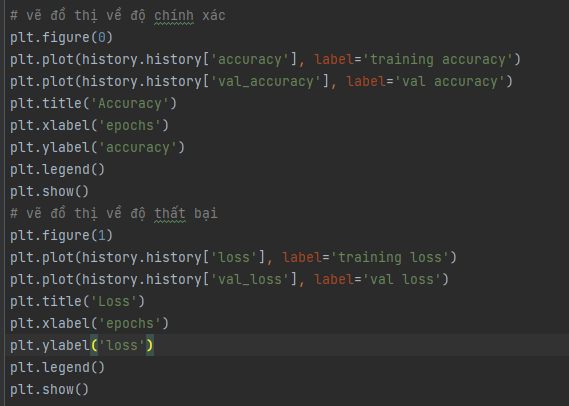 # vẽ đồ thị về độ chính xác
plt.figure(0)
plt.plot(history.history['accuracy'], label='training accuracy')
plt.plot(history.history['val_accuracy'], label='val accuracy')
plt.title('Accuracy')
plt.xlabel('epochs')
plt.ylabel('accuracy')
plt.legend()
plt.show()
# vẽ đồ thị về độ thất bại
plt.figure(1)
plt.plot(history.history['loss'], label='training loss')
plt.plot(history.history['val_loss'], label='val loss')
plt.title('Loss')
plt.xlabel('epochs')
plt.ylabel('loss')
plt.legend()
plt.show()